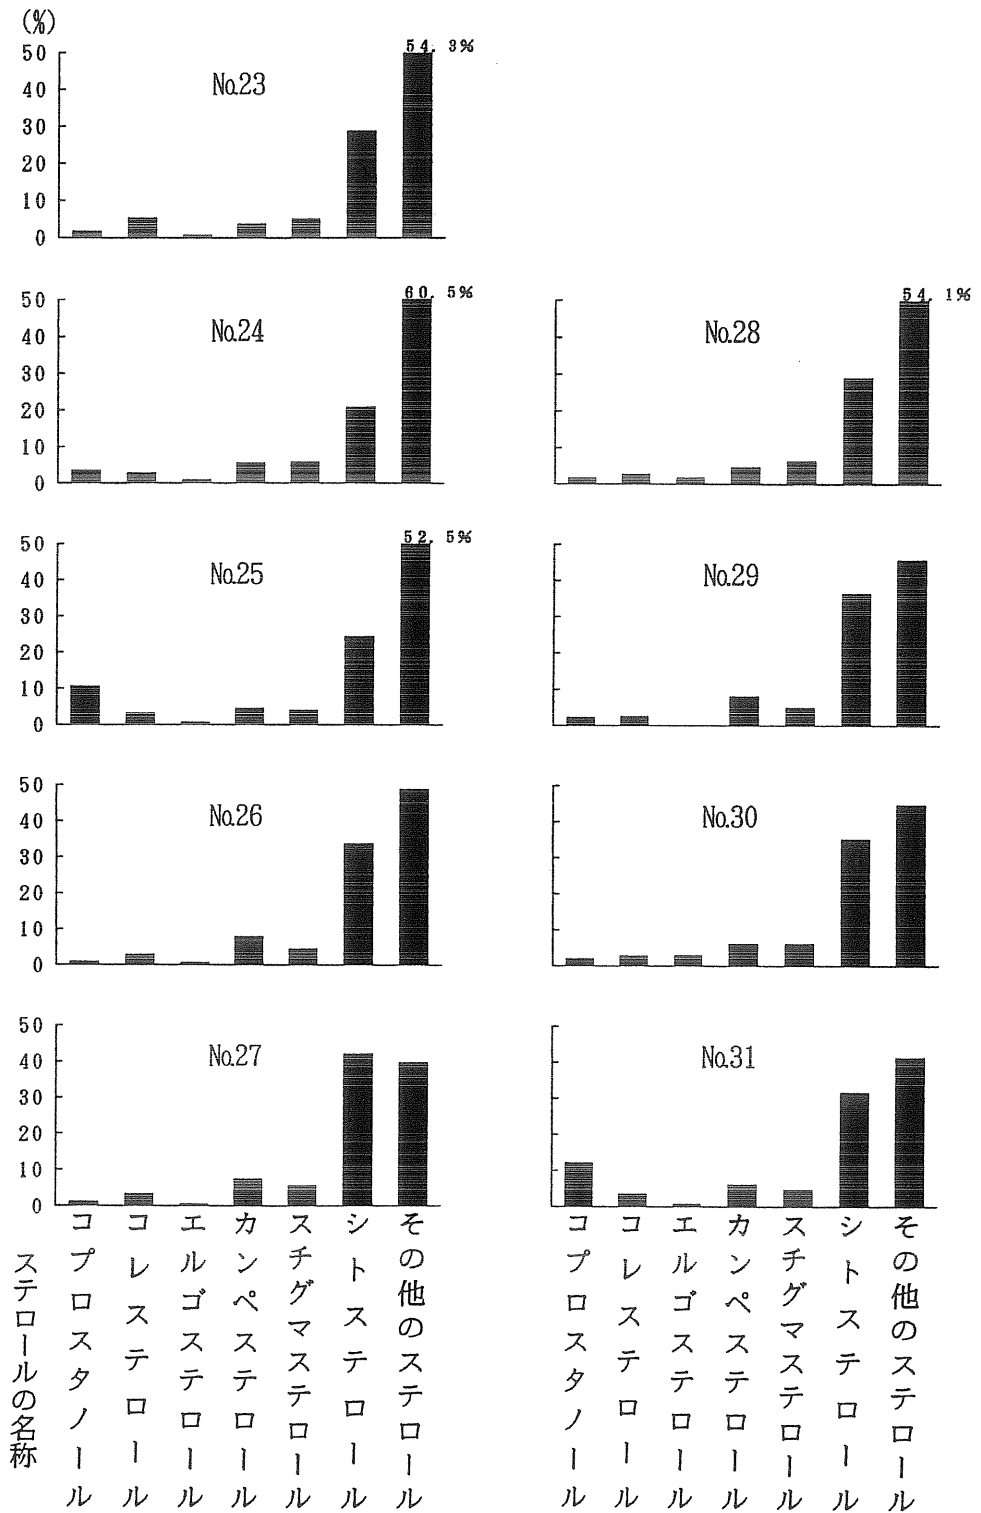 (%)
54.3%
50
40
30
20
10
0
No.23
60.5%
50
40
30
20
10
0
No.24
54.1%
No.28
52.5%
50
40
30
20
10
0
No.25
No.29
50
40
30
20
10
0
No.26
No.30
50
40
30
20
10
0
No.27
No.31
ステロールの名称
コプロスタノール
コレステロール
エルゴステロール
カンペステロール
スチグマステロール
シトステロール
その他のステロール
コプロスタノール
コレステロール
エルゴステロール
カンペステロール
スチグマステロール
シトステロール
その他のステロール